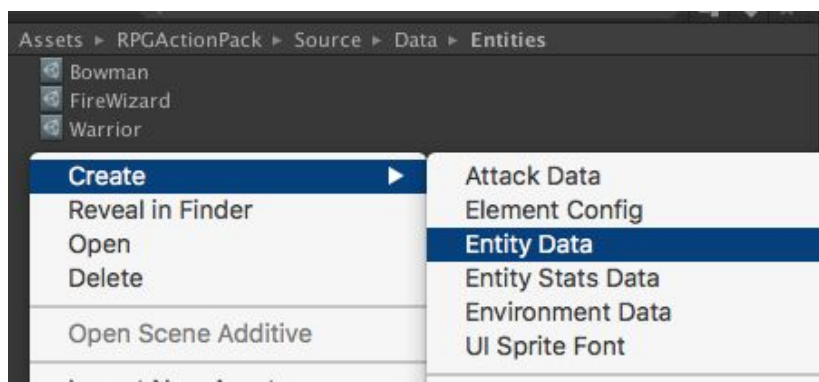 Assets ▸ RPGActionPack ▸ Source ▸ Data ▸ Entities
Bowman
FireWizard
Warrior
Create
Reveal in Finder
Open
Delete
Open Scene Additive
Attack Data
Element Config
Entity Data
Entity Stats Data
Environment Data
UI Sprite Font